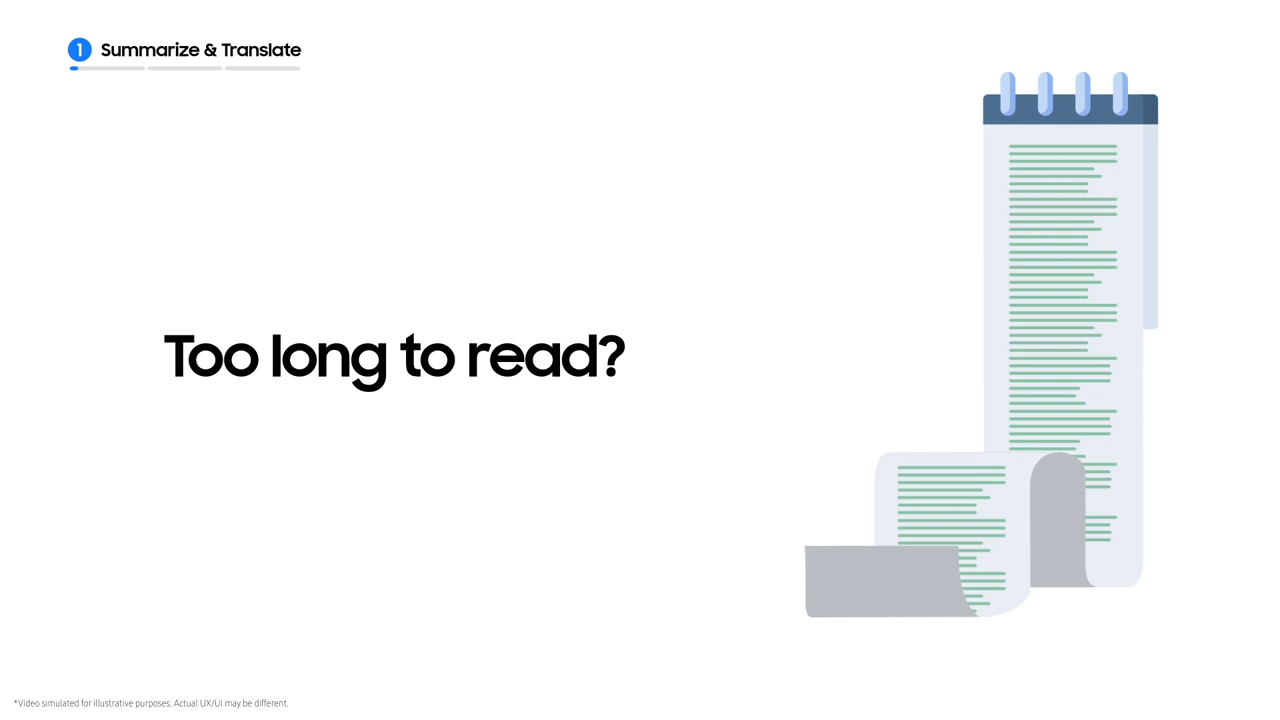 1 Summarize & Translate
Too long to read?
*Video simulated for illustrative purposes. Actual UX/UI may be different.